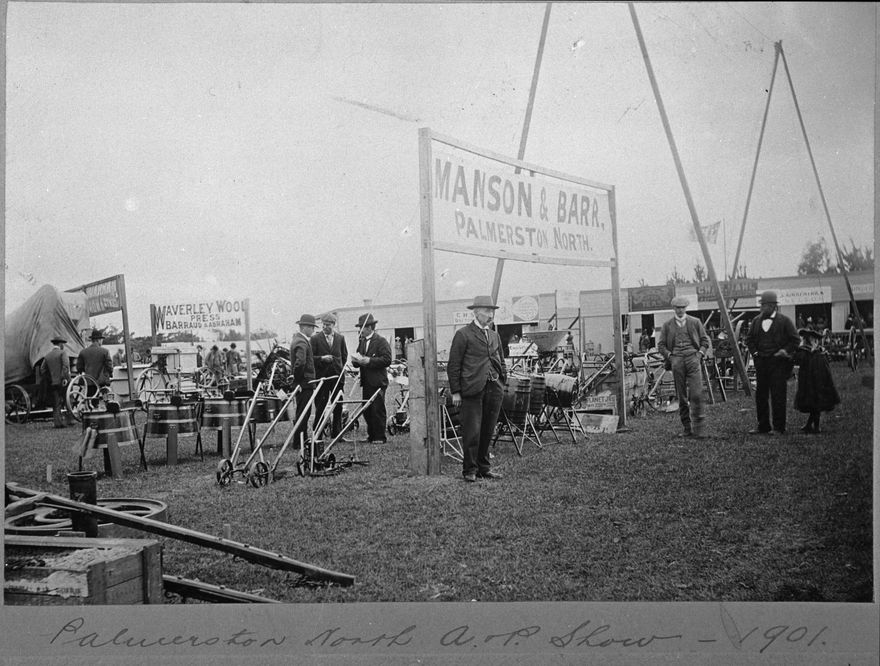 MANSON & BARR,
PALMERSTON NORTH.
WAVERLEY WOOL
PRESS
BARRAUD & ABRAHAM
Palmerston North A. & P. Show - 1901.